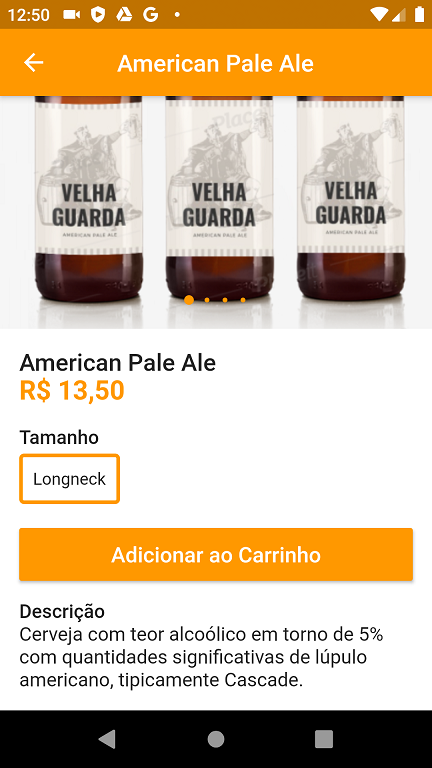 12:50
American Pale Ale
VELHA
GUARDA
AMERICAN PALE ALE
VELHA
GUARDA
AMERICAN PALE ALE
VELHA
GUARDA
AMERICAN PALE ALE
American Pale Ale
R$ 13,50
Tamanho
Longneck
Adicionar ao Carrinho
Descrição
Cerveja com teor alcoólico em torno de 5%
com quantidades significativas de lúpulo
americano, tipicamente Cascade.